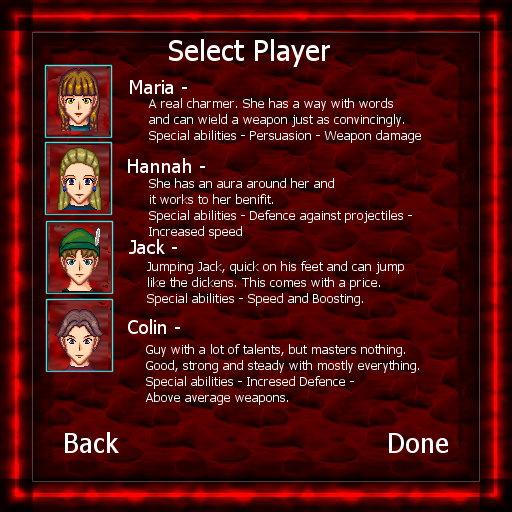 Select Player
Maria -
A real charmer. She has a way with words
and can wield a weapon just as convincingly.
Special abilities - Persuasion - Weapon damage
Hannah -
She has an aura around her and
it works to her benifit.
Special abilities - Defence against projectiles -
Increased speed
Jack -
Jumping Jack, quick on his feet and can jump
like the dickens. This comes with a price.
Special abilities - Speed and Boosting.
Colin -
Guy with a lot of talents, but masters nothing.
Good, strong and steady with mostly everything.
Special abilities - Incresed Defence -
Above average weapons.
Back
Done